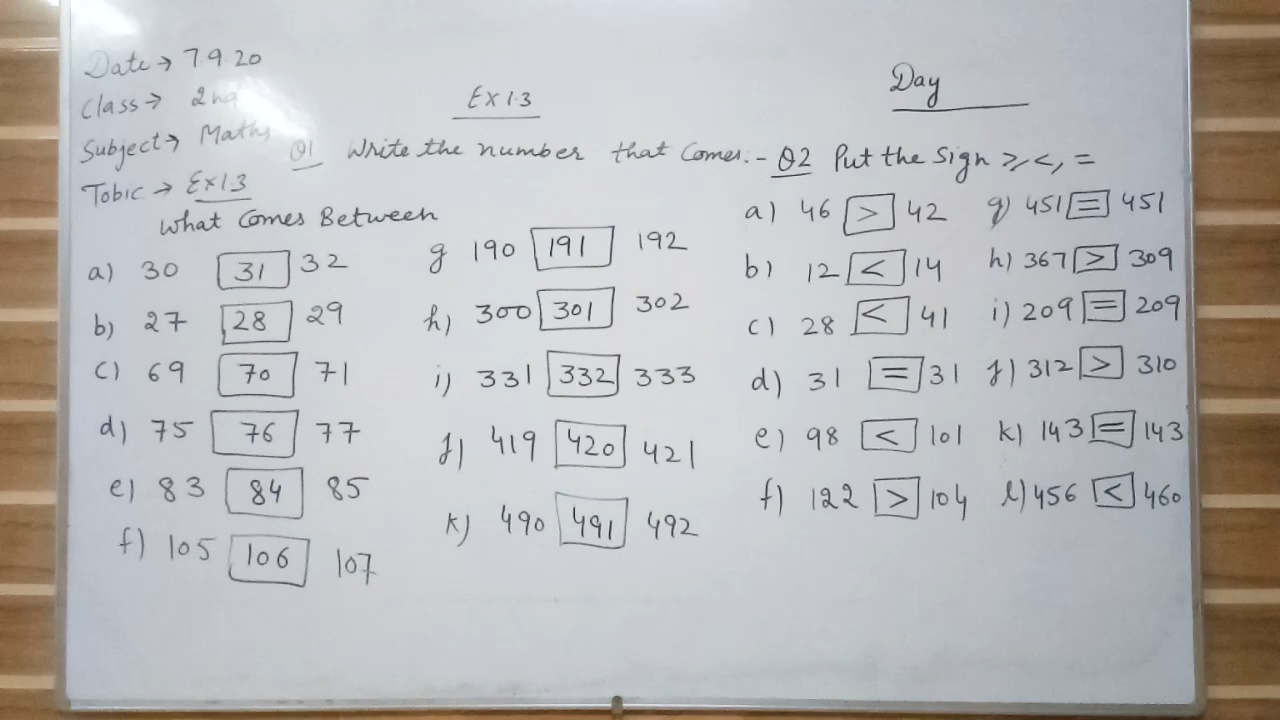 Date → 7.9.20
Class → 2nd
Subject → Maths
Tobic → Ex 1.3
Ex 1.3
Day
Q1 Write the number that Comes:-
What Comes Between
a) 30 31 32
b) 27 28 29
c) 69 70 71
d) 75 76 77
e) 83 84 85
f) 105 106 107
g 190 191 192
h) 300 301 302
i) 331 332 333
j) 419 420 421
k) 490 491 492
Q2 Put the Sign >, <, =
a) 46 > 42
b) 12 < 14
c) 28 < 41
d) 31 = 31
e) 98 < 101
f) 122 > 104
g) 451 = 451
h) 367 > 309
i) 209 = 209
j) 312 > 310
k) 143 = 143
l) 456 < 460